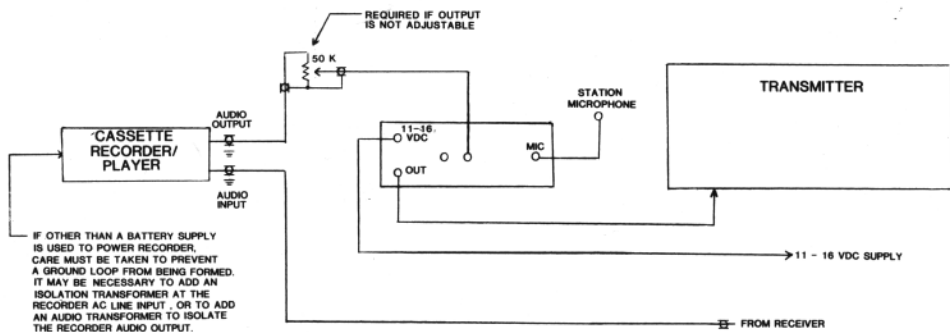 REQUIRED IF OUTPUT
IS NOT ADJUSTABLE
50 K
AUDIO
OUTPUT
CASSETTE
RECORDER/
PLAYER
AUDIO
INPUT
11-16
VDC
OUT
MIC
STATION
MICROPHONE
TRANSMITTER
IF OTHER THAN A BATTERY SUPPLY
IS USED TO POWER RECORDER,
CARE MUST BE TAKEN TO PREVENT
A GROUND LOOP FROM BEING FORMED.
IT MAY BE NECESSARY TO ADD AN
ISOLATION TRANSFORMER AT THE
RECORDER AC LINE INPUT , OR TO ADD
AN AUDIO TRANSFORMER TO ISOLATE
THE RECORDER AUDIO OUTPUT.
11 - 16 VDC SUPPLY
FROM RECEIVER